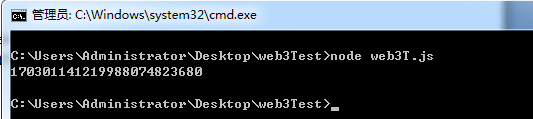 管理员: C:\Windows\system32\cmd.exe
C:\Users\Administrator\Desktop\web3Test>node web3T.js
170301141219988074823680
C:\Users\Administrator\Desktop\web3Test>_